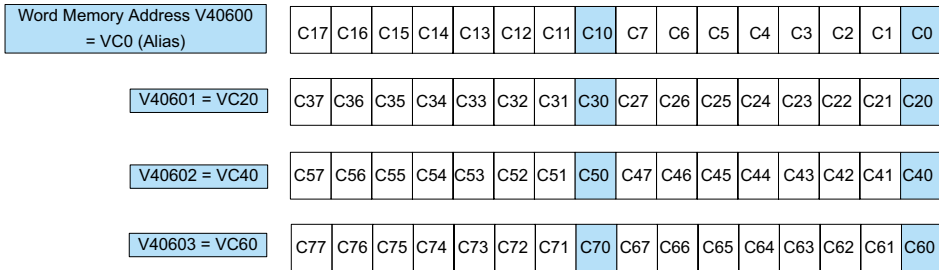 Word Memory Address V40600
= VC0 (Alias)
C17 C16 C15 C14 C13 C12 C11 C10 C7 C6 C5 C4 C3 C2 C1 C0
V40601 = VC20
C37 C36 C35 C34 C33 C32 C31 C30 C27 C26 C25 C24 C23 C22 C21 C20
V40602 = VC40
C57 C56 C55 C54 C53 C52 C51 C50 C47 C46 C45 C44 C43 C42 C41 C40
V40603 = VC60
C77 C76 C75 C74 C73 C72 C71 C70 C67 C66 C65 C64 C63 C62 C61 C60